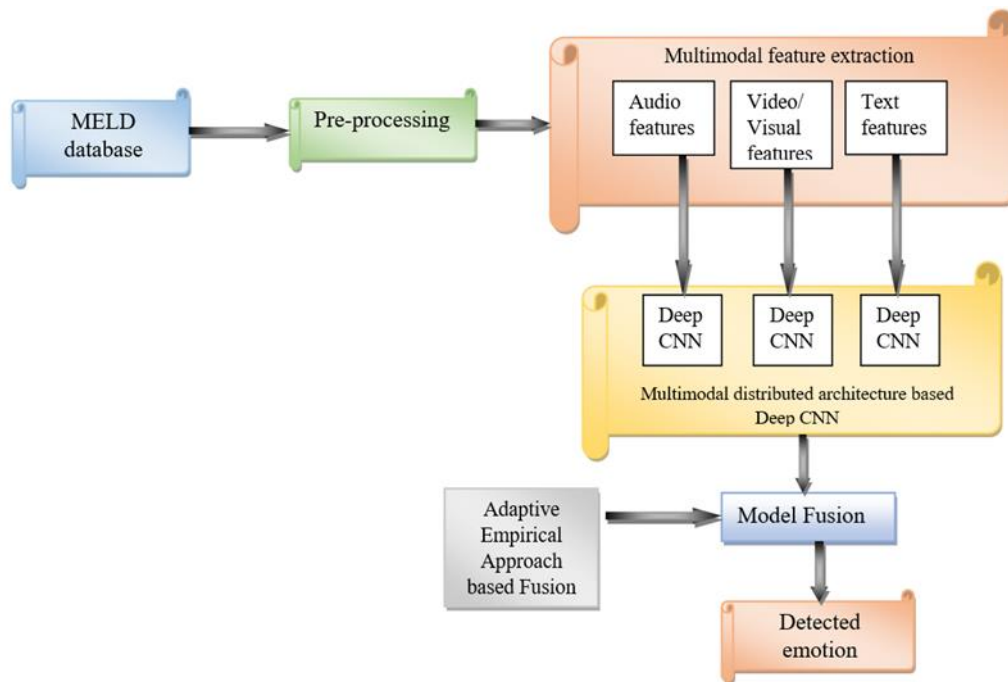 MELD
database
Pre-processing
Multimodal feature extraction
Audio
features
Video/
Visual
features
Text
features
Deep
CNN
Deep
CNN
Deep
CNN
Multimodal distributed architecture based
Deep CNN
Adaptive
Empirical
Approach
based Fusion
Model Fusion
Detected
emotion